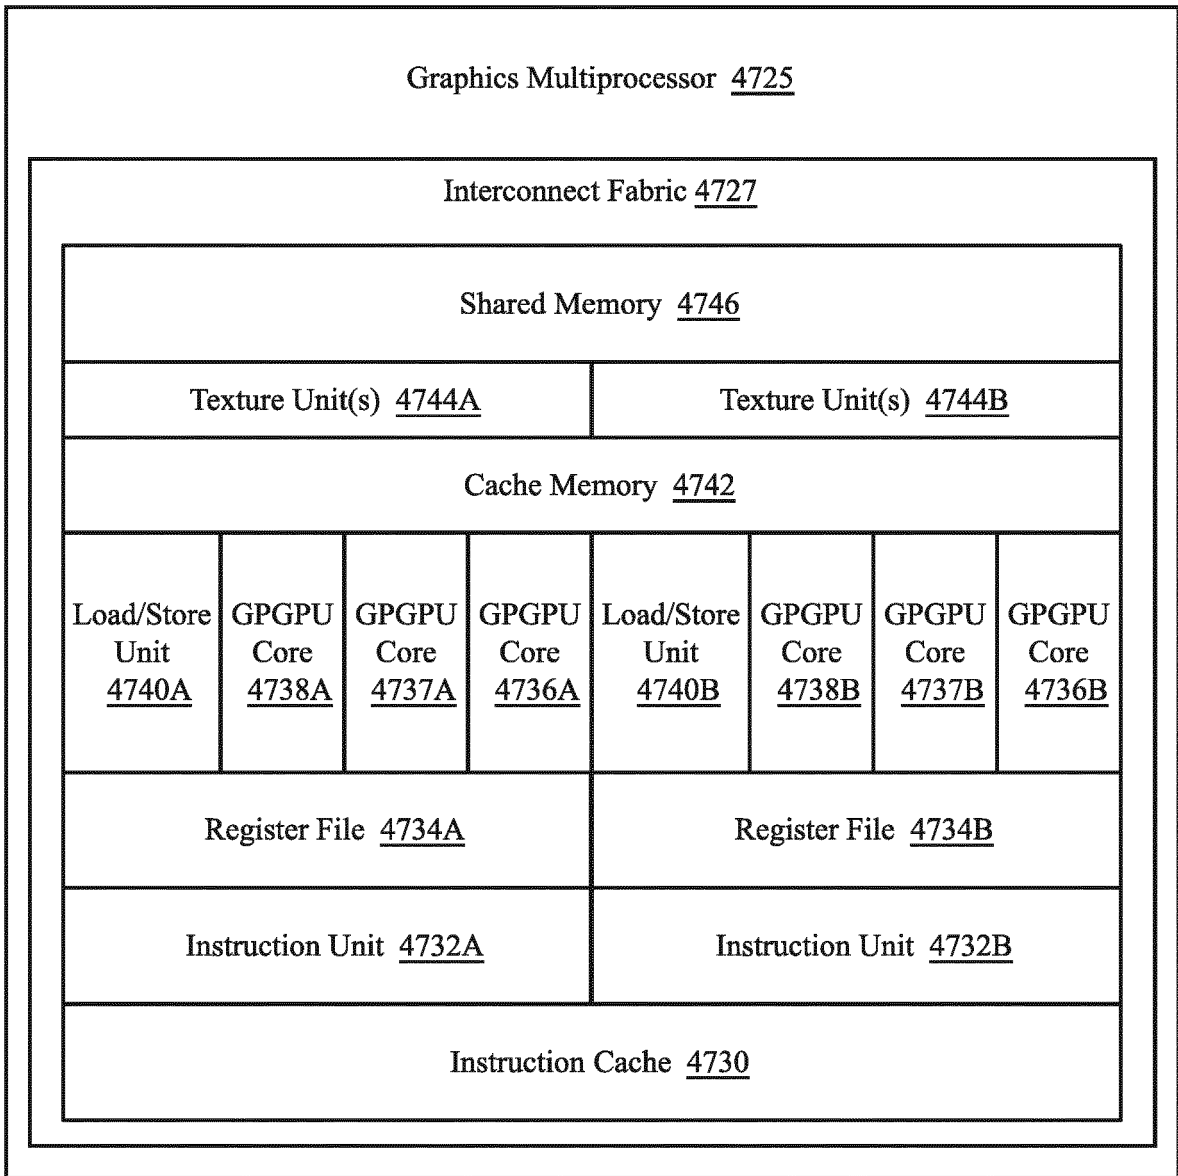 Graphics Multiprocessor 4725
Interconnect Fabric 4727
Shared Memory 4746
Texture Unit(s) 4744A
Texture Unit(s) 4744B
Cache Memory 4742
Load/Store
Unit
4740A
GPGPU
Core
4738A
GPGPU
Core
4737A
GPGPU
Core
4736A
Load/Store
Unit
4740B
GPGPU
Core
4738B
GPGPU
Core
4737B
GPGPU
Core
4736B
Register File 4734A
Register File 4734B
Instruction Unit 4732A
Instruction Unit 4732B
Instruction Cache 4730